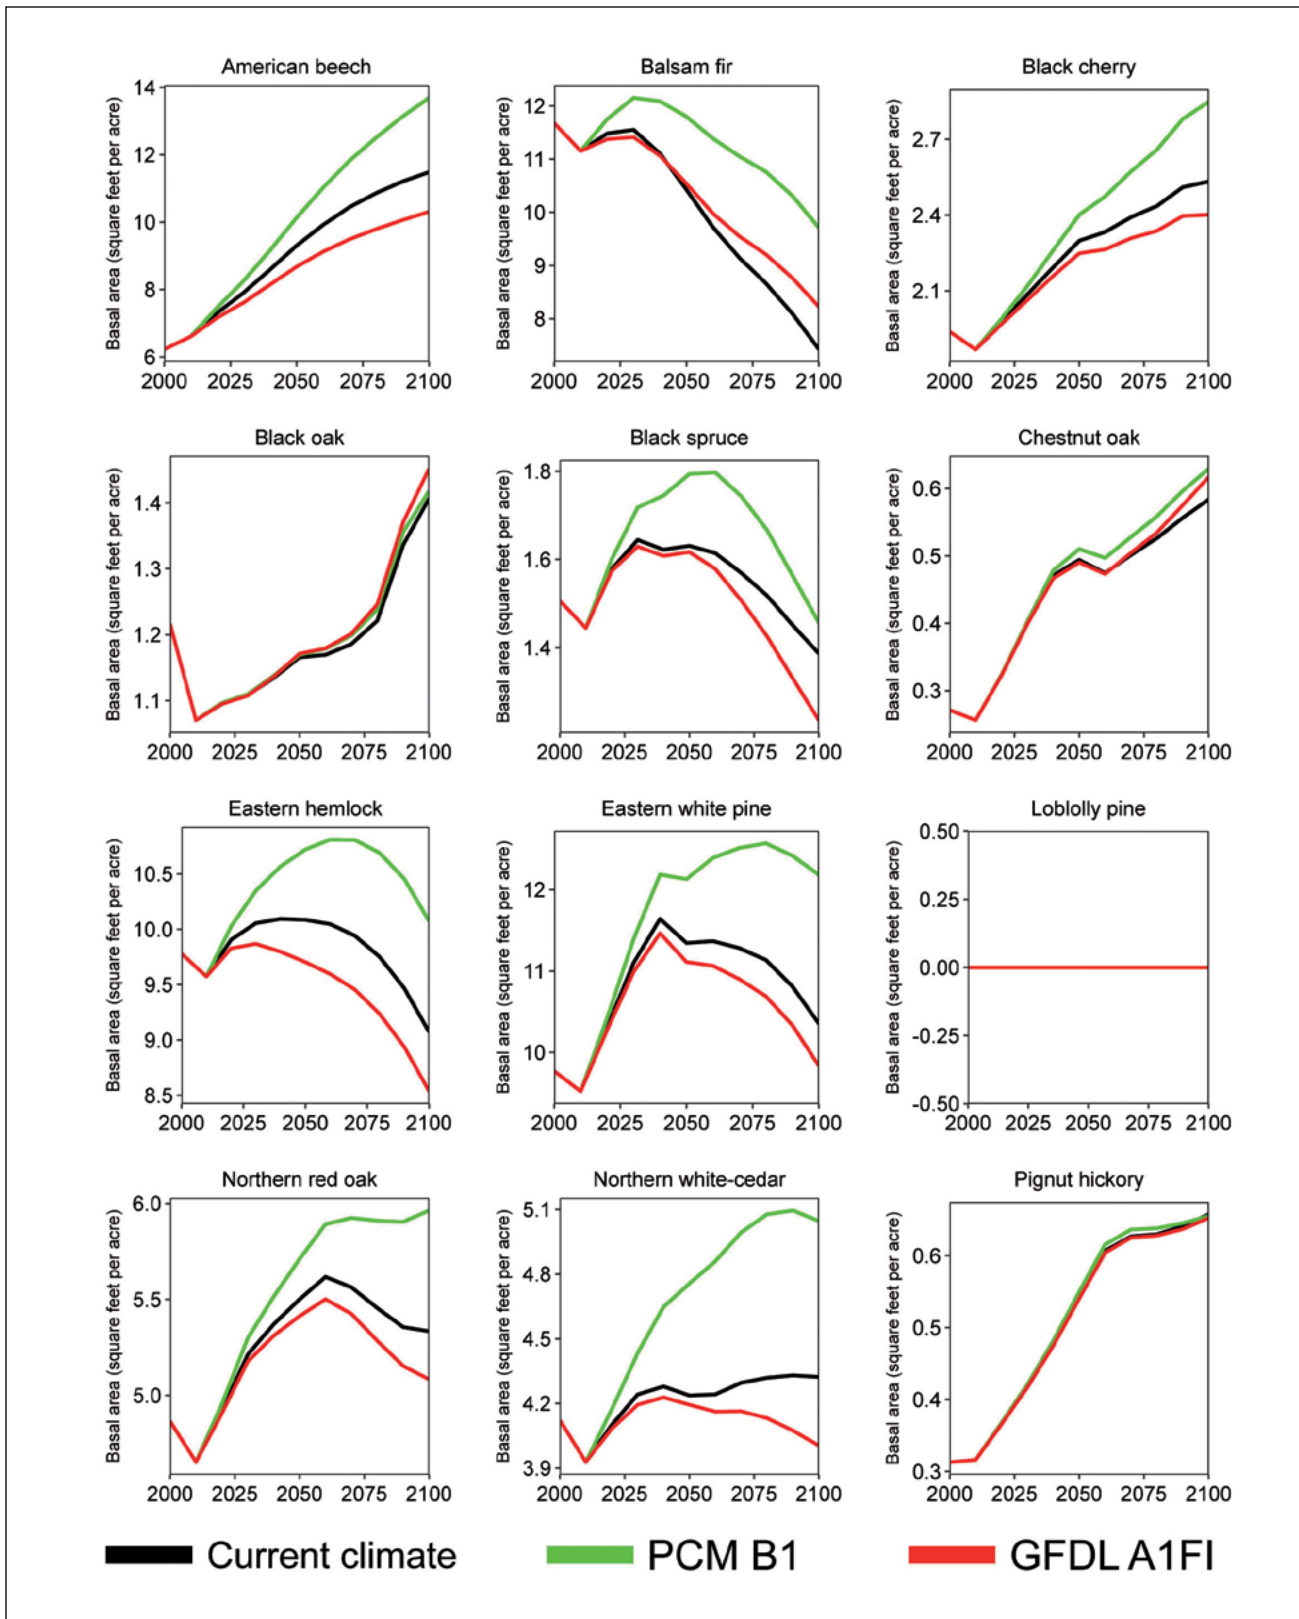 American beech
Balsam fir
Black cherry
Basal area (square feet per acre)
14
12
10
8
6
2000 2025 2050 2075 2100
Basal area (square feet per acre)
12
11
10
9
8
2000 2025 2050 2075 2100
Basal area (square feet per acre)
2.7
2.4
2.1
2000 2025 2050 2075 2100
Black oak
Black spruce
Chestnut oak
Basal area (square feet per acre)
1.4
1.3
1.2
1.1
2000 2025 2050 2075 2100
Basal area (square feet per acre)
1.8
1.6
1.4
2000 2025 2050 2075 2100
Basal area (square feet per acre)
0.6
0.5
0.4
0.3
2000 2025 2050 2075 2100
Eastern hemlock
Eastern white pine
Loblolly pine
Basal area (square feet per acre)
10.5
10.0
9.5
9.0
8.5
2000 2025 2050 2075 2100
Basal area (square feet per acre)
12
11
10
2000 2025 2050 2075 2100
Basal area (square feet per acre)
0.50
0.25
0.00
-0.25
-0.50
2000 2025 2050 2075 2100
Northern red oak
Northern white-cedar
Pignut hickory
Basal area (square feet per acre)
6.0
5.5
5.0
2000 2025 2050 2075 2100
Basal area (square feet per acre)
5.1
4.8
4.5
4.2
3.9
2000 2025 2050 2075 2100
Basal area (square feet per acre)
0.6
0.5
0.4
0.3
2000 2025 2050 2075 2100
Current climate
PCM B1
GFDL A1FI